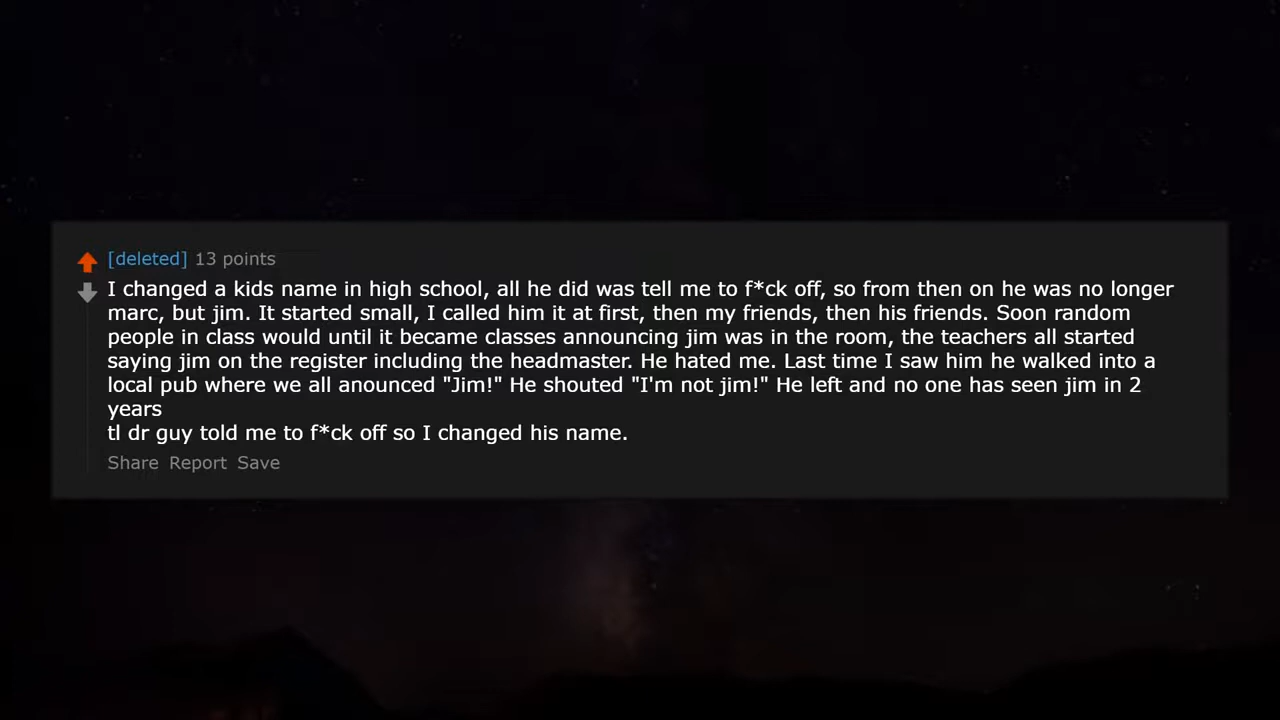 [deleted] 13 points
I changed a kids name in high school, all he did was tell me to f*ck off, so from then on he was no longer
marc, but jim. It started small, I called him it at first, then my friends, then his friends. Soon random
people in class would until it became classes announcing jim was in the room, the teachers all started
saying jim on the register including the headmaster. He hated me. Last time I saw him he walked into a
local pub where we all anounced "Jim!" He shouted "I'm not jim!" He left and no one has seen jim in 2
years
tl dr guy told me to f*ck off so I changed his name.
Share Report Save